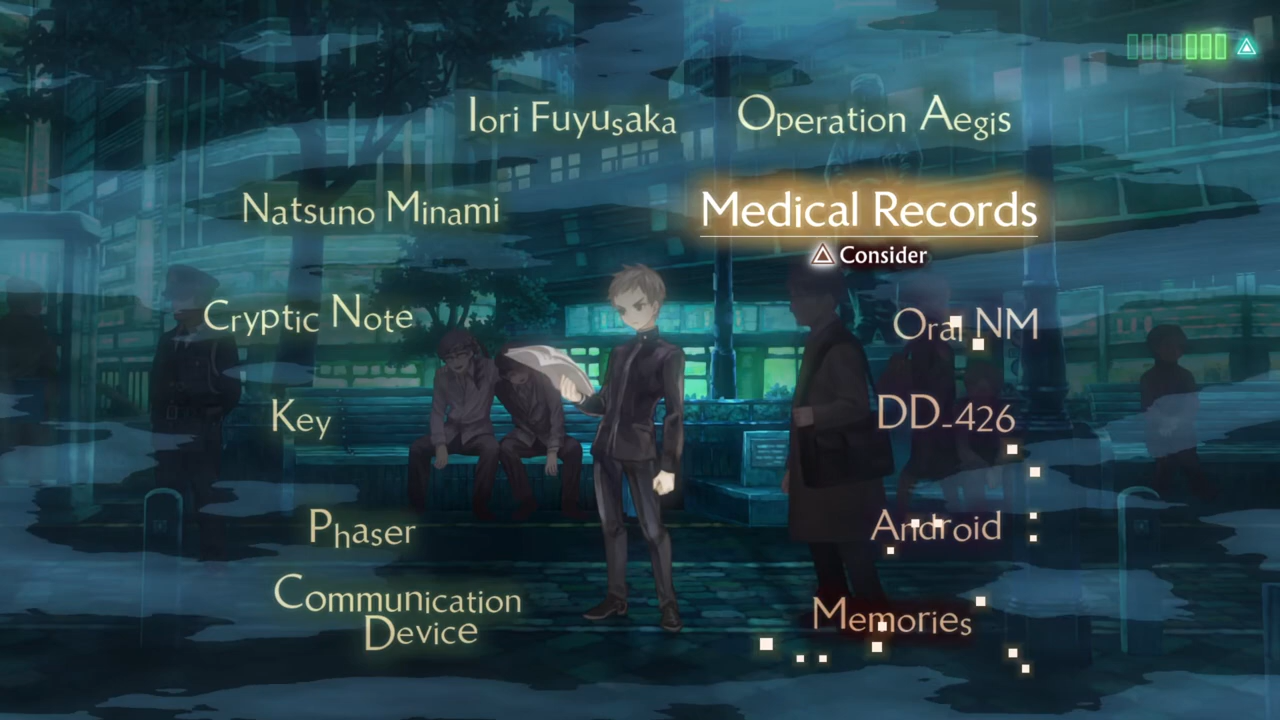 Iori Fuyusaka
Operation Aegis
Natsuno Minami
Medical Records
Consider
Cryptic Note
Oral NM
Key
DD-426
Phaser
Android
Communication
Device
Memories